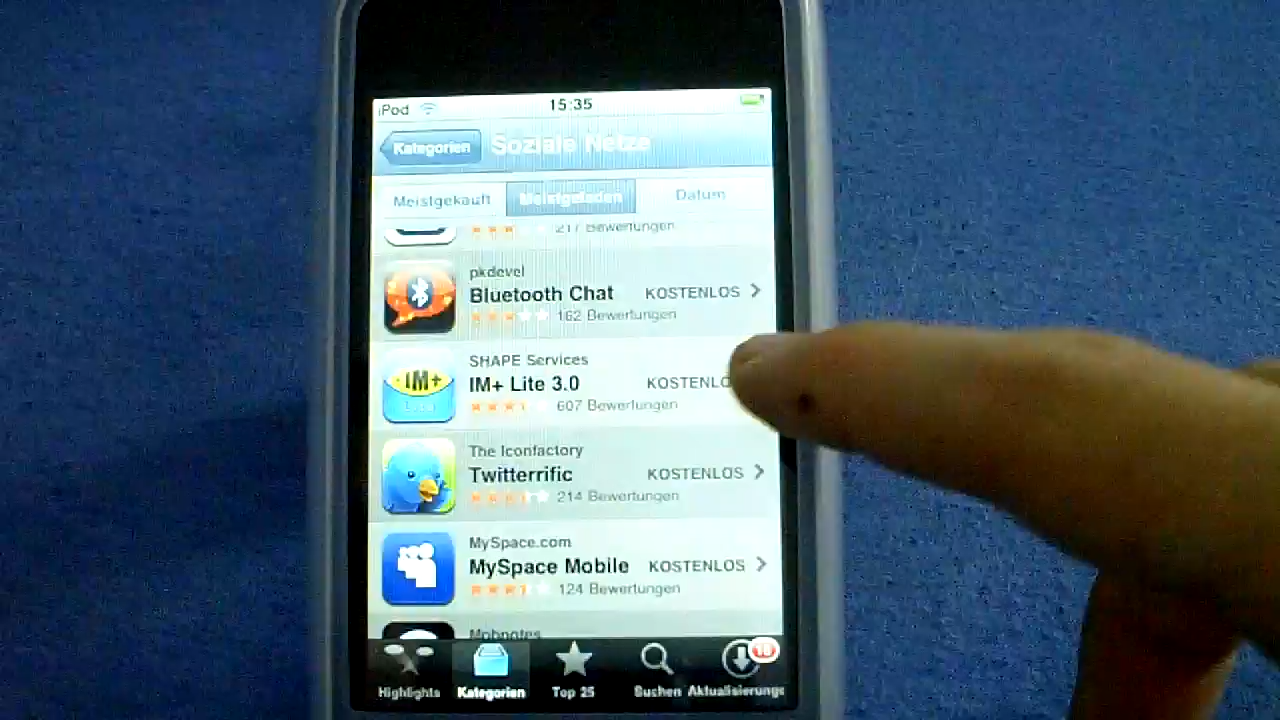 iPod 15:35
Kategorien Soziale Netze
Meistgekauft Meistgeladen Datum
217 Bewertungen
pkdevel
Bluetooth Chat KOSTENLOS
162 Bewertungen
SHAPE Services
IM+ IM+ Lite 3.0 KOSTENLO
607 Bewertungen
The Iconfactory
Twitterrific KOSTENLOS
214 Bewertungen
MySpace.com
MySpace Mobile KOSTENLOS
124 Bewertungen
Mobnotes
Highlights Kategorien Top 25 Suchen Aktualisierung